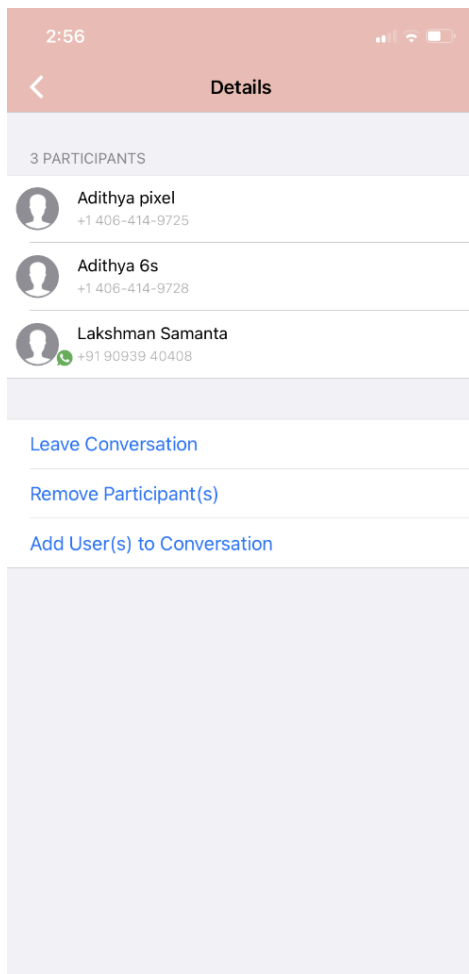 2:56
Details
3 PARTICIPANTS
Adithya pixel
+1 406-414-9725
Adithya 6s
+1 406-414-9728
Lakshman Samanta
+91 90939 40408
Leave Conversation
Remove Participant(s)
Add User(s) to Conversation